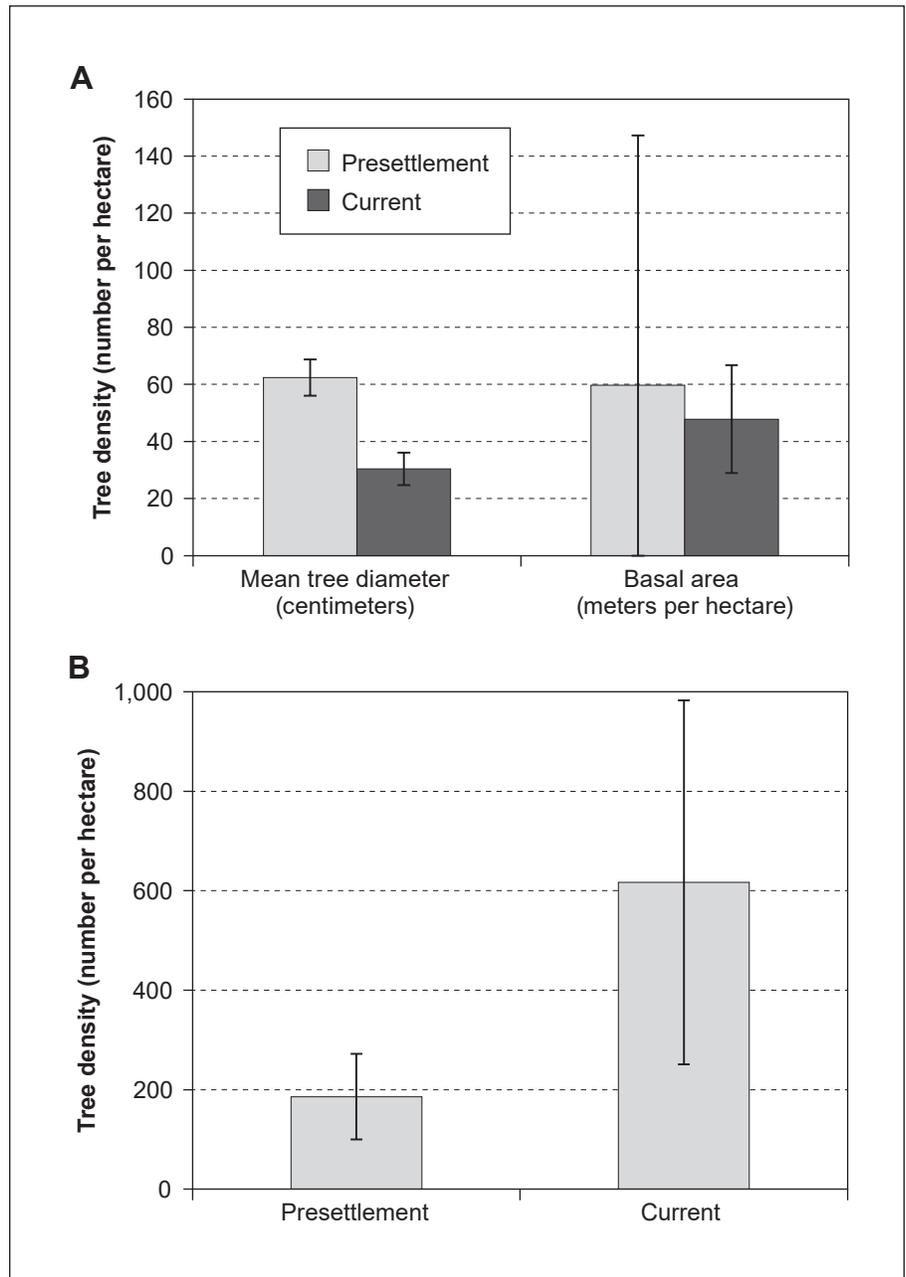 A
Tree density (number per hectare)
160
140
120
100
80
60
40
20
0
Presettlement
Current
Mean tree diameter
(centimeters)
Basal area
(meters per hectare)
B
Tree density (number per hectare)
1,000
800
600
400
200
0
Presettlement
Current